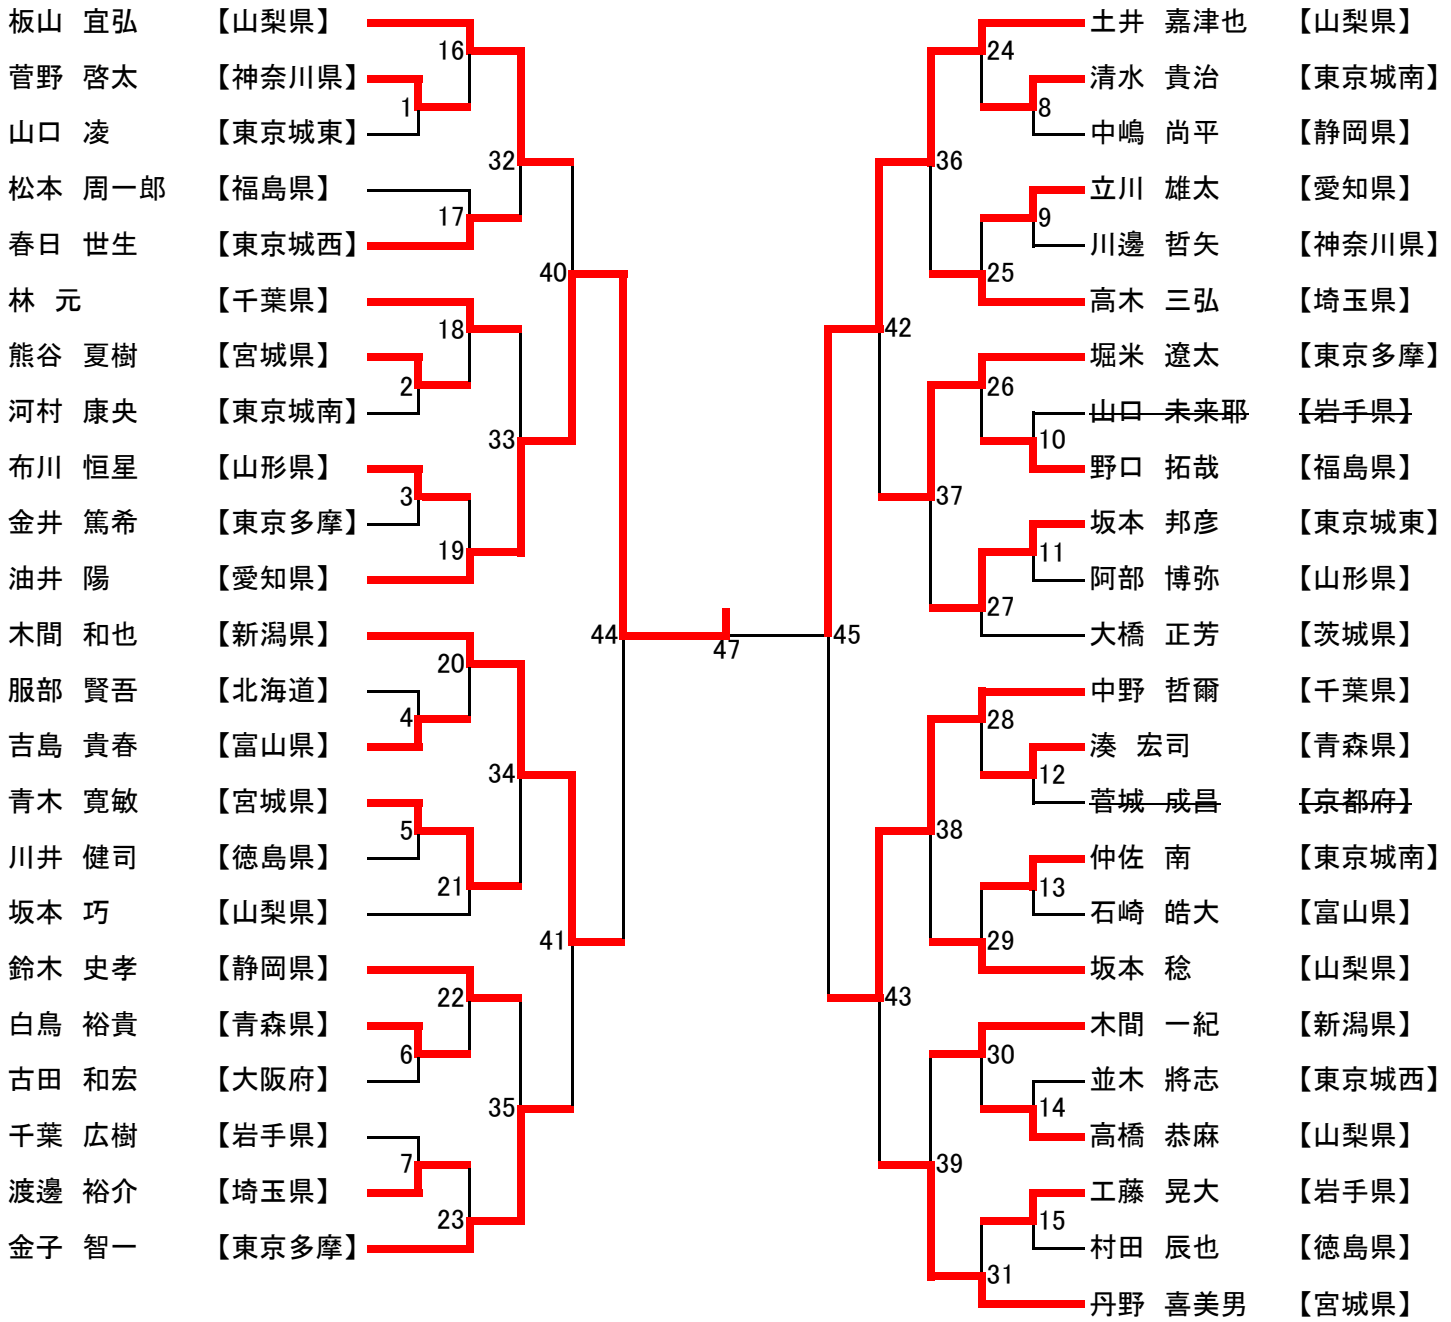 板山 宜弘 【山梨県】
16
菅野 啓太 【神奈川県】
1
山口 凌 【東京城東】
32
松本 周一郎 【福島県】
17
春日 世生 【東京城西】
40
林 元 【千葉県】
18
熊谷 夏樹 【宮城県】
2
河村 康央 【東京城南】
33
布川 恒星 【山形県】
3
金井 篤希 【東京多摩】
19
油井 陽 【愛知県】
44
木間 和也 【新潟県】
20
服部 賢吾 【北海道】
4
吉島 貴春 【富山県】
34
青木 寛敏 【宮城県】
5
川井 健司 【徳島県】
21
坂本 巧 【山梨県】
41
鈴木 史孝 【静岡県】
22
白鳥 裕貴 【青森県】
6
古田 和宏 【大阪府】
35
千葉 広樹 【岩手県】
7
渡邊 裕介 【埼玉県】
23
金子 智一 【東京多摩】
47
土井 嘉津也 【山梨県】
24
清水 貴治 【東京城南】
8
中嶋 尚平 【静岡県】
36
立川 雄太 【愛知県】
9
川邊 哲矢 【神奈川県】
25
高木 三弘 【埼玉県】
42
堀米 遼太 【東京多摩】
26
山口 未来耶 【岩手県】
10
野口 拓哉 【福島県】
37
坂本 邦彦 【東京城東】
11
阿部 博弥 【山形県】
27
大橋 正芳 【茨城県】
45
中野 哲爾 【千葉県】
28
湊 宏司 【青森県】
12
菅城 成昌 【京都府】
38
仲佐 南 【東京城南】
13
石崎 皓大 【富山県】
29
坂本 稔 【山梨県】
43
木間 一紀 【新潟県】
30
並木 將志 【東京城西】
14
高橋 恭麻 【山梨県】
39
工藤 晃大 【岩手県】
15
村田 辰也 【徳島県】
31
丹野 喜美男 【宮城県】